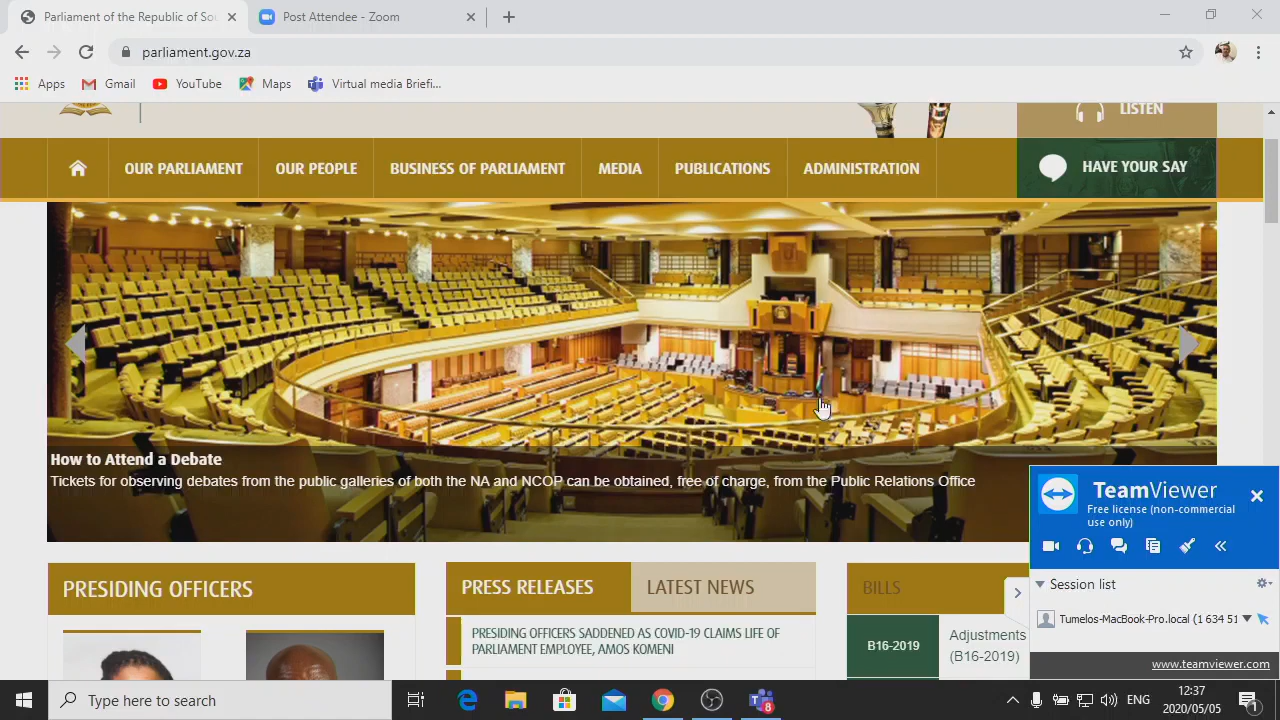 Parliament of the Republic of Sou
Post Attendee - Zoom
parliament.gov.za
Apps
Gmail
YouTube
Maps
Virtual media Briefi...
LISTEN
OUR PARLIAMENT
OUR PEOPLE
BUSINESS OF PARLIAMENT
MEDIA
PUBLICATIONS
ADMINISTRATION
HAVE YOUR SAY
How to Attend a Debate
Tickets for observing debates from the public galleries of both the NA and NCOP can be obtained, free of charge, from the Public Relations Office
TeamViewer
Free license (non-commercial
use only)
PRESIDING OFFICERS
PRESS RELEASES
LATEST NEWS
BILLS
Session list
PRESIDING OFFICERS SADDENED AS COVID-19 CLAIMS LIFE OF
PARLIAMENT EMPLOYEE, AMOS KOMENI
B16-2019
Adjustments
(B16-2019)
Tumelos-MacBook-Pro.local (1 634 51
www.teamviewer.com
Type here to search
8
ENG
12:37
2020/05/05
1